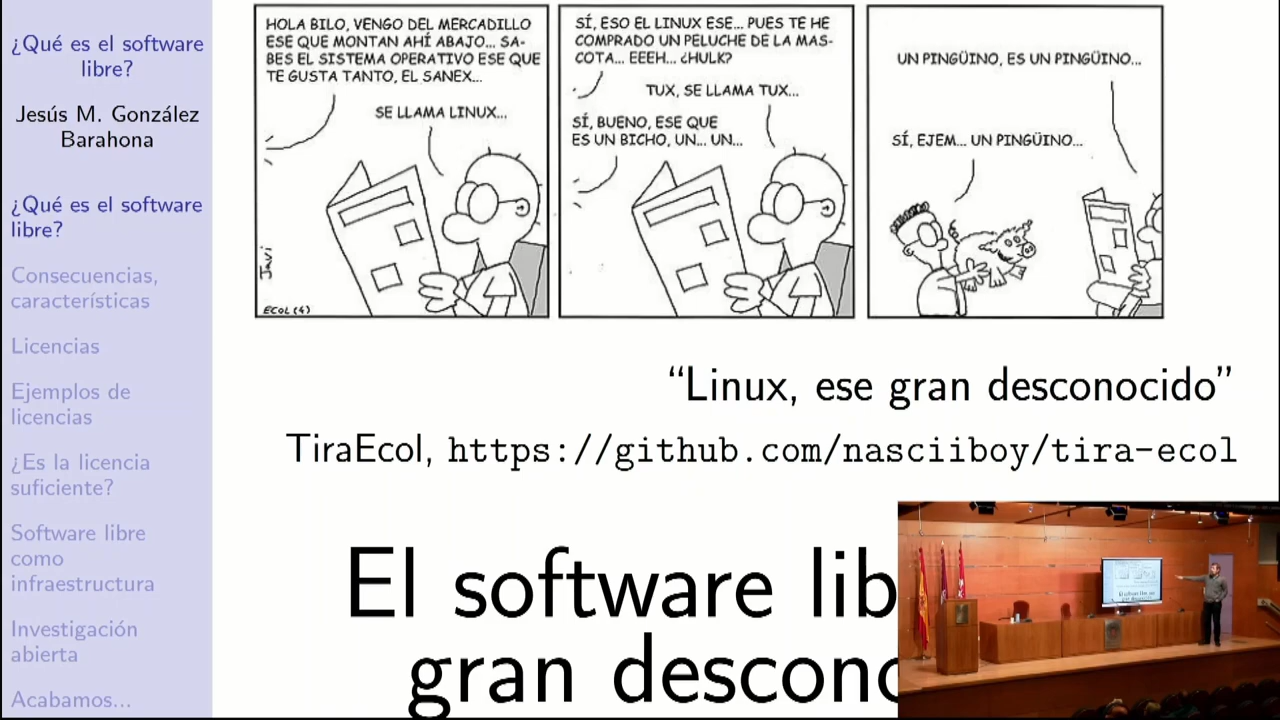 ¿Qué es el software
libre?
Jesús M. González
Barahona
¿Qué es el software
libre?
Consecuencias,
características
Licencias
Ejemplos de
licencias
¿Es la licencia
suficiente?
Software libre
como
infraestructura
Investigación
abierta
Acabamos...
HOLA BILO, VENGO DEL MERCADILLO
ESE QUE MONTAN AHÍ ABAJO... SA-
BES EL SISTEMA OPERATIVO ESE QUE
TE GUSTA TANTO, EL SANEX...
SE LLAMA LINUX...
Javi
ECOL (4)
SÍ, ESO EL LINUX ESE... PUES TE HE
COMPRADO UN PELUCHE DE LA MAS-
COTA... EEEH... ¿HULK?
TUX, SE LLAMA TUX...
SÍ, BUENO, ESE QUE
ES UN BICHO, UN... UN...
UN PINGÜINO, ES UN PINGÜINO...
SÍ, EJEM... UN PINGÜINO...
“Linux, ese gran desconocido”
TiraEcol, https://github.com/nasciiboy/tira-ecol
El software lib
gran descono